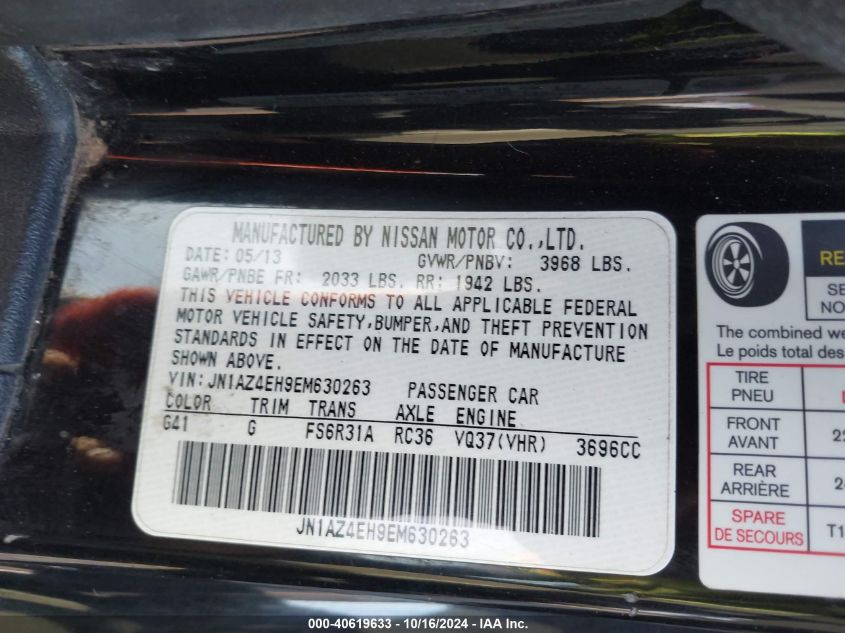 MANUFACTURED BY NISSAN MOTOR CO.,LTD.
DATE: 05/13 GVWR/PNBV: 3968 LBS.
GAWR/PNBE FR: 2033 LBS. RR: 1942 LBS.
THIS VEHICLE CONFORMS TO ALL APPLICABLE FEDERAL
MOTOR VEHICLE SAFETY,BUMPER,AND THEFT PREVENTION
STANDARDS IN EFFECT ON THE DATE OF MANUFACTURE
SHOWN ABOVE.
VIN:JN1AZ4EH9EM630263 PASSENGER CAR
COLOR TRIM TRANS AXLE ENGINE
G41 G FS6R31A RC36 VQ37(VHR) 3696CC
JN1AZ4EH9EM630263
The combined
Le poids total des
TIRE
PNEU
FRONT
AVANT
REAR
ARRIÈRE
SPARE
DE SECOURS
000-40619633 - 10/16/2024 - IAA Inc.